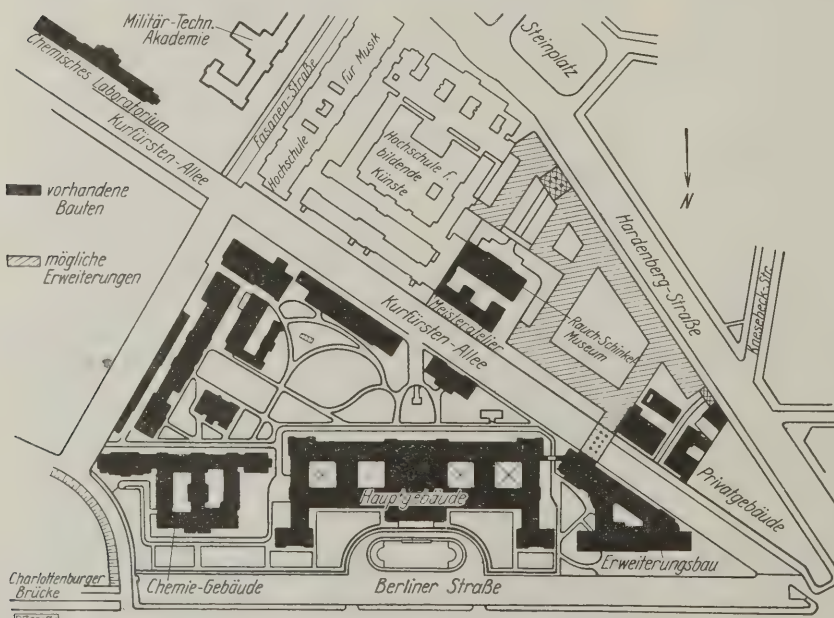 Militär-Techn.
Akademie
Chemisches Laboratorium
Kurfürsten-Allee
Fasanen-Straße
Hochschule für Musik
Hochschule f.
bildende
Künste
Steinplatz
N
Hardenberg-Straße
Knesebeck-Str.
vorhandene
Bauten
mögliche
Erweiterungen
Kurfürsten-Allee
Meisteratelier
Rauch-Schinkel
Museum
Privatgebäude
Hauptgebäude
Erweiterungsbau
Charlottenburger
Brücke
Chemie-Gebäude
Berliner Straße